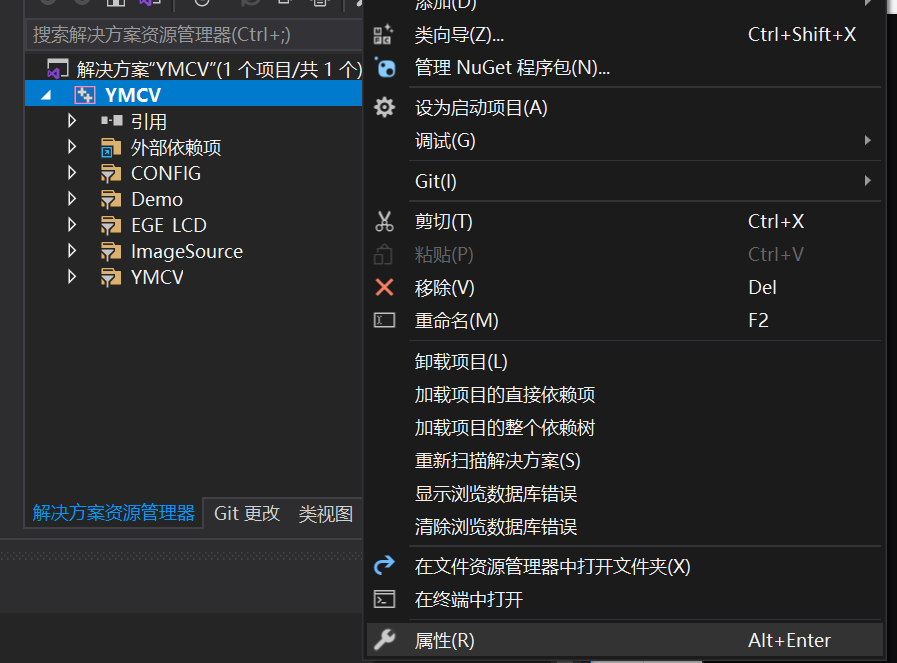 搜索解决方案资源管理器(Ctrl+;)
解决方案“YMCV”(1 个项目/共 1 个)
YMCV
引用
外部依赖项
CONFIG
Demo
EGE_LCD
ImageSource
YMCV
解决方案资源管理器 Git 更改 类视图
添加(D)
类向导(Z)... Ctrl+Shift+X
管理 NuGet 程序包(N)...
设为启动项目(A)
调试(G)
Git(I)
剪切(T) Ctrl+X
粘贴(P) Ctrl+V
移除(V) Del
重命名(M) F2
卸载项目(L)
加载项目的直接依赖项
加载项目的整个依赖树
重新扫描解决方案(S)
显示浏览数据库错误
清除浏览数据库错误
在文件资源管理器中打开文件夹(X)
在终端中打开
属性(R) Alt+Enter